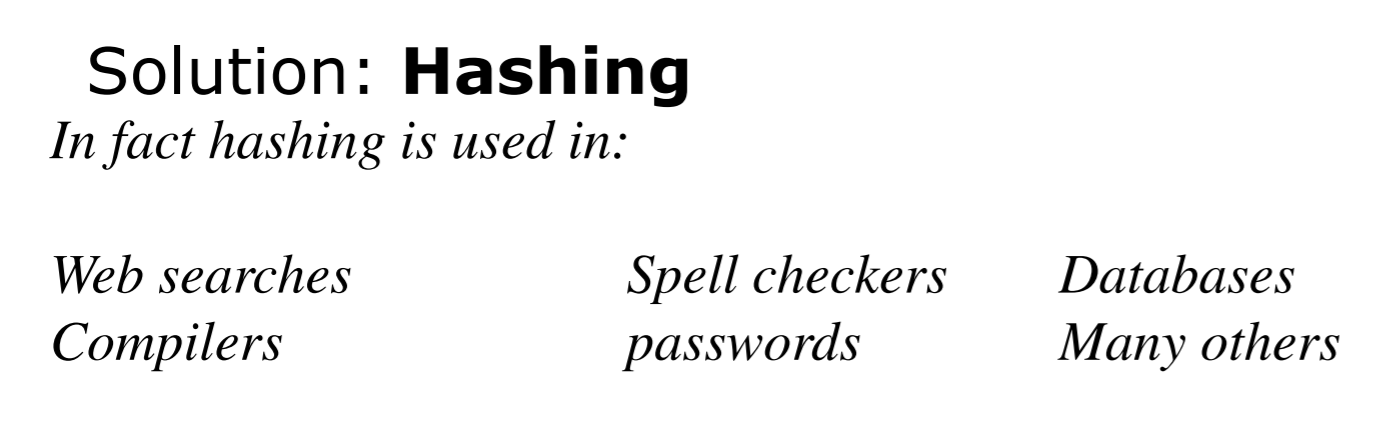 Solution: Hashing
In fact hashing is used in:
Web searches Spell checkers Databases
Compilers passwords Many others